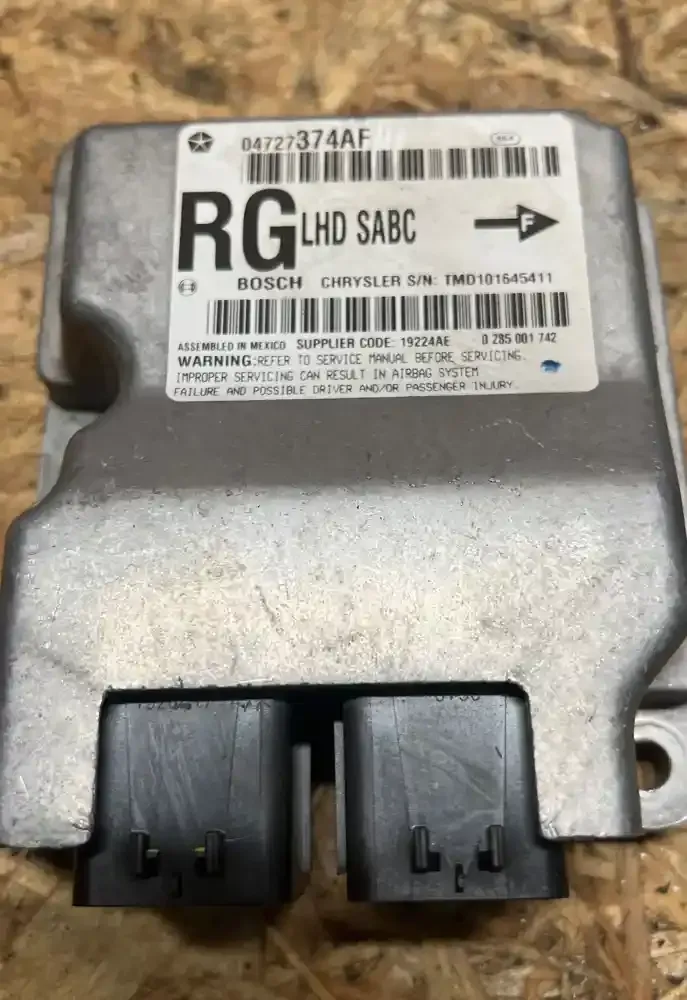 04727374AF
RG LHD SABC F
BOSCH CHRYSLER S/N: TMD101645411
ASSEMBLED IN MEXICO SUPPLIER CODE: 19224AE 0 285 001 742
WARNING:REFER TO SERVICE MANUAL BEFORE SERVICING.
IMPROPER SERVICING CAN RESULT IN AIRBAG SYSTEM
FAILURE AND POSSIBLE DRIVER AND/OR PASSENGER INJURY.